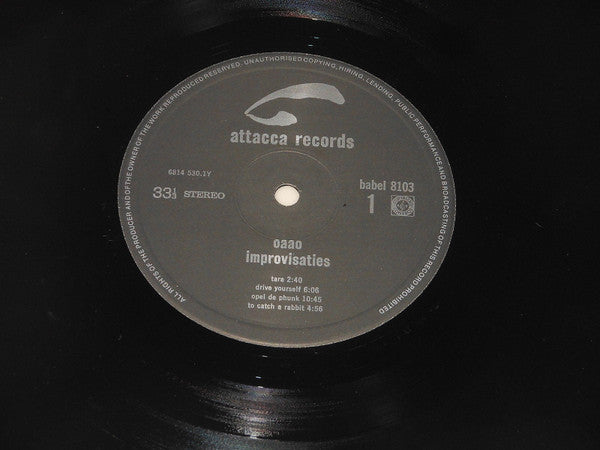 ALL RIGHTS OF THE PRODUCER AND OF THE OWNER OF THE WORK REPRODUCED RESERVED. UNAUTHORISED COPYING, HIRING, LENDING, PUBLIC PERFORMANCE AND BROADCASTING OF THIS RECORD PROHIBITED
attacca records
6814 530.1Y
babel 8103
33⅓ STEREO
1
oaao
improvisaties
tara 2:40
drive yourself 6:06
opel de phunk 10:45
to catch a rabbit 4:56